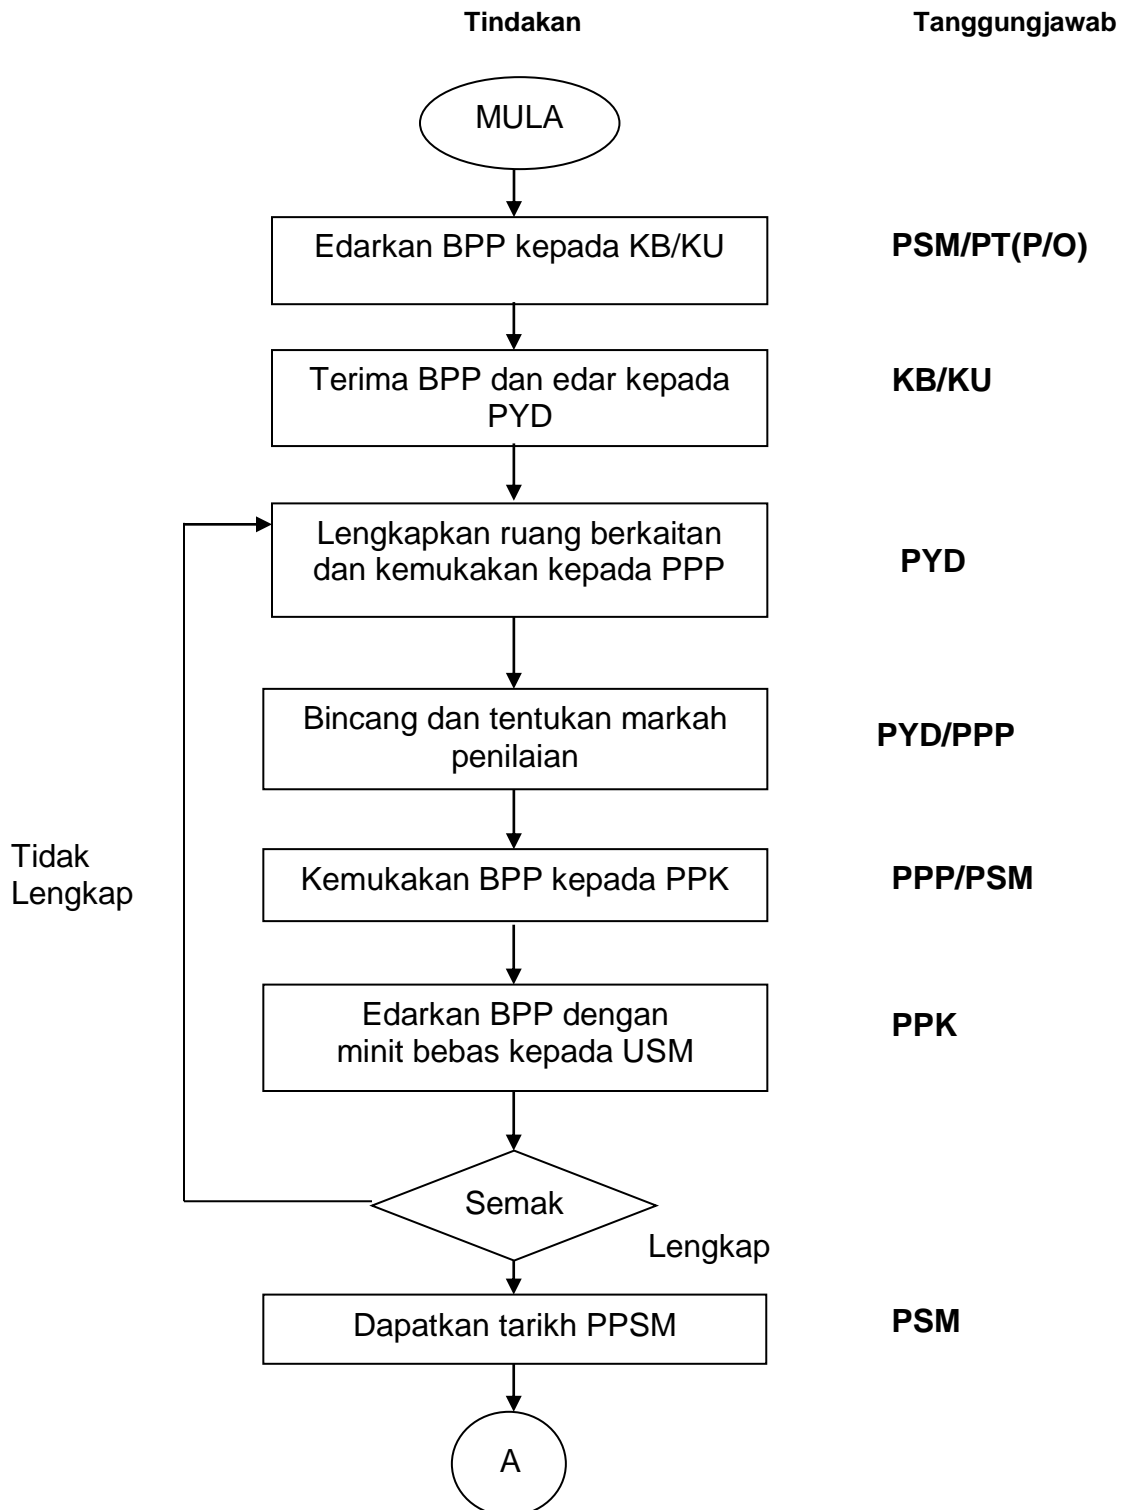 Tindakan Tanggungjawab
MULA
Edarkan BPP kepada KB/KU PSM/PT(P/O)
Terima BPP dan edar kepada KB/KU
PYD
Lengkapkan ruang berkaitan
dan kemukakan kepada PPP PYD
Bincang dan tentukan markah PYD/PPP
penilaian
Tidak
Lengkap
Kemukakan BPP kepada PPK PPP/PSM
Edarkan BPP dengan PPK
minit bebas kepada USM
Semak
Lengkap
Dapatkan tarikh PPSM PSM
A